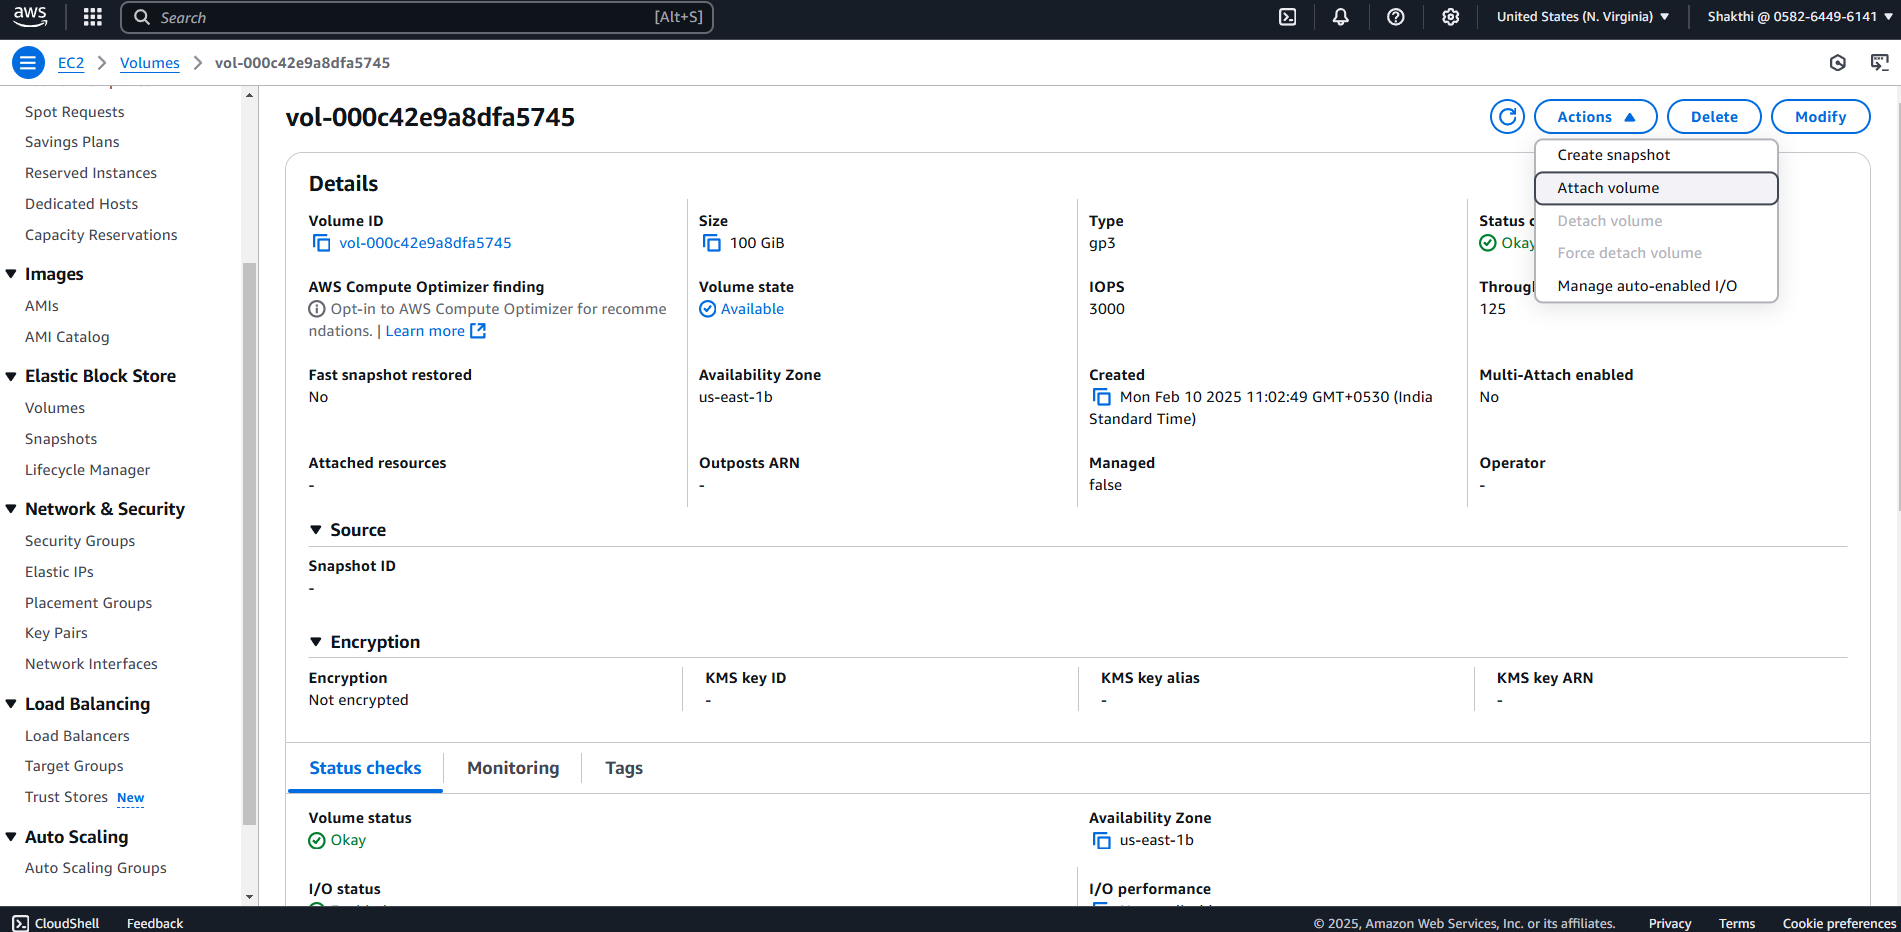 aws
Search [Alt+S]
United States (N. Virginia)
Shakthi @ 0582-6449-6141
EC2
Volumes
vol-000c42e9a8dfa5745
Spot Requests
Savings Plans
Reserved Instances
Dedicated Hosts
Capacity Reservations
Images
AMIs
AMI Catalog
Elastic Block Store
Volumes
Snapshots
Lifecycle Manager
Network & Security
Security Groups
Elastic IPs
Placement Groups
Key Pairs
Network Interfaces
Load Balancing
Load Balancers
Target Groups
Trust Stores New
Auto Scaling
Auto Scaling Groups
vol-000c42e9a8dfa5745
Actions
Delete
Modify
Create snapshot
Attach volume
Detach volume
Force detach volume
Manage auto-enabled I/O
Details
Volume ID
vol-000c42e9a8dfa5745
Size
100 GiB
Type
gp3
Status c
Okay
AWS Compute Optimizer finding
Opt-in to AWS Compute Optimizer for recomme
ndations. | Learn more
Volume state
Available
IOPS
3000
Throug
125
Fast snapshot restored
No
Availability Zone
us-east-1b
Created
Mon Feb 10 2025 11:02:49 GMT+0530 (India
Standard Time)
Multi-Attach enabled
No
Attached resources
-
Outposts ARN
-
Managed
false
Operator
-
Source
Snapshot ID
-
Encryption
Encryption
Not encrypted
KMS key ID
-
KMS key alias
-
KMS key ARN
-
Status checks
Monitoring
Tags
Volume status
Okay
Availability Zone
us-east-1b
I/O status
I/O performance
CloudShell
Feedback
© 2025, Amazon Web Services, Inc. or its affiliates.
Privacy
Terms
Cookie preferences